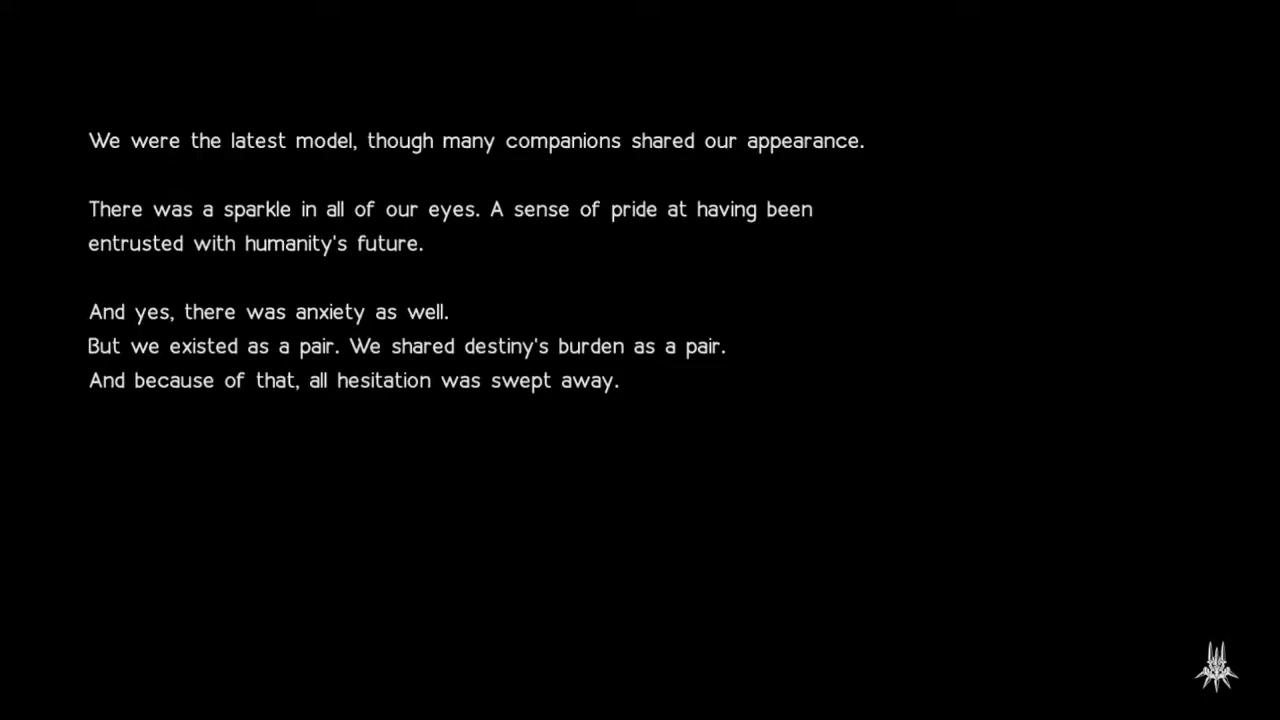 We were the latest model, though many companions shared our appearance.
There was a sparkle in all of our eyes. A sense of pride at having been
entrusted with humanity's future.
And yes, there was anxiety as well.
But we existed as a pair. We shared destiny's burden as a pair.
And because of that, all hesitation was swept away.